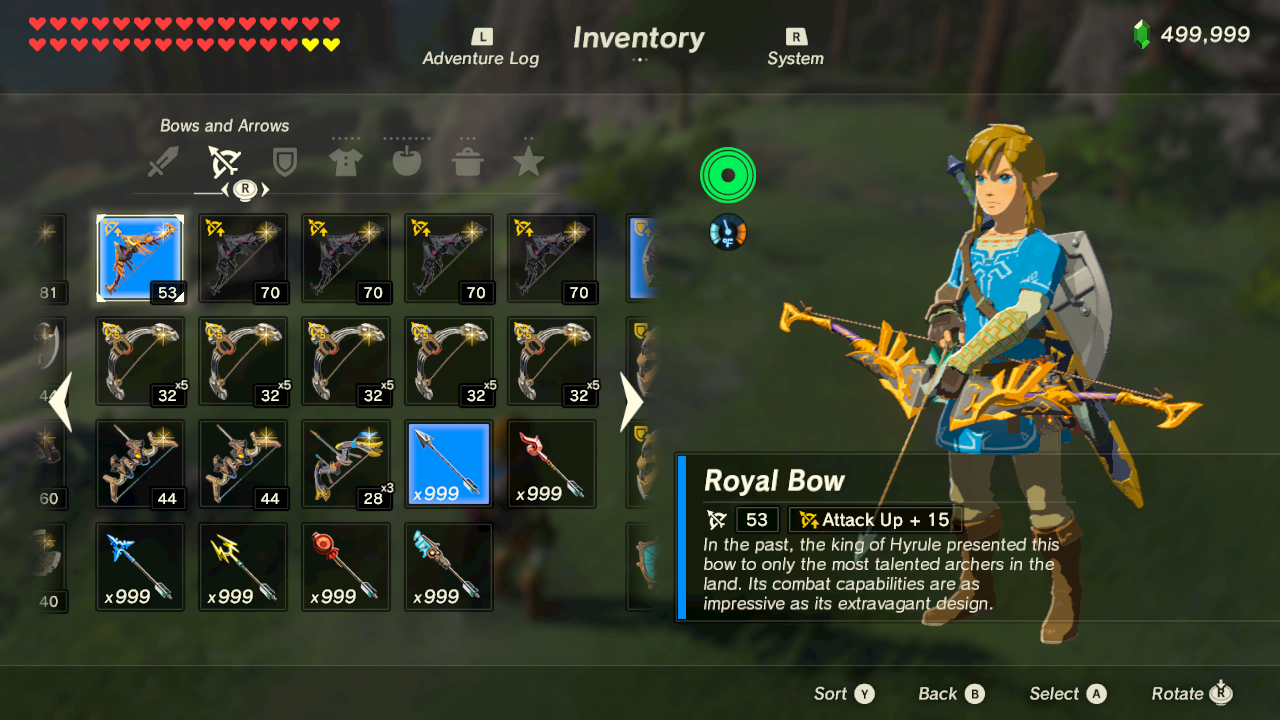 L
Inventory
R
499,999
Adventure Log
System
Bows and Arrows
R
°F
81
53
70
70
70
70
x5
32
x5
32
x5
32
x5
32
x5
32
60
44
44
x3
28
x999
x999
Royal Bow
53
Attack Up + 15
In the past, the king of Hyrule presented this
bow to only the most talented archers in the
land. Its combat capabilities are as
impressive as its extravagant design.
40
x999
x999
x999
x999
Sort Y
Back B
Select A
Rotate R